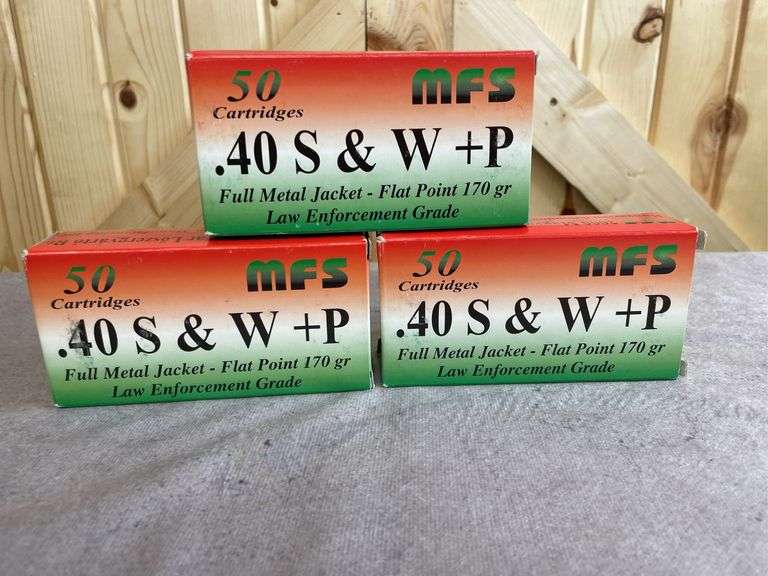 50 MFS
Cartridges
.40 S & W +P
Full Metal Jacket - Flat Point 170 gr
Law Enforcement Grade
50 MFS
Cartridges
.40 S & W +P
Full Metal Jacket - Flat Point 170 gr
Law Enforcement Grade
50 MFS
Cartridges
.40 S & W +P
Full Metal Jacket - Flat Point 170 gr
Law Enforcement Grade